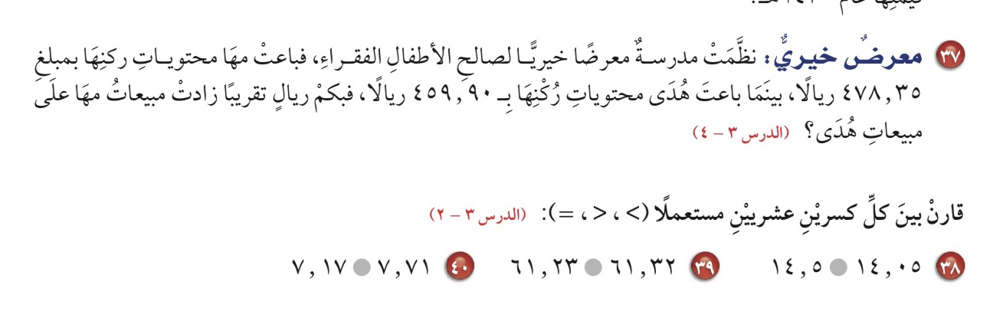 ٣٧ معرضٌ خيريٌّ: نظَّمَتْ مدرسةٌ معرضًا خيريًّا لصالحِ الأطفالِ الفقراءِ، فباعتْ مهَا محتوياتِ ركنِهَا بمبلغِ
٤٧٨,٣٥ ريالًا، بينَمَا باعتَ هُدَى محتوياتِ رُكْنِهَا بِـ ٤٥٩,٩٠ ريالًا، فبكمْ ريالٍ تقريبًا زادتْ مبيعاتُ مهَا علَى
مبيعاتِ هُدَى؟ (الدرس ٣ – ٤)
قارنْ بينَ كلِّ كسريْنِ عشرييْنِ مستعملًا (> ، < ، =): (الدرس ٣ – ٢)
٣٨ ١٤,٠٥ ● ١٤,٥ ٣٩ ٦١,٣٢ ● ٦١,٢٣ ٤٠ ٧,٧١ ● ٧,١٧